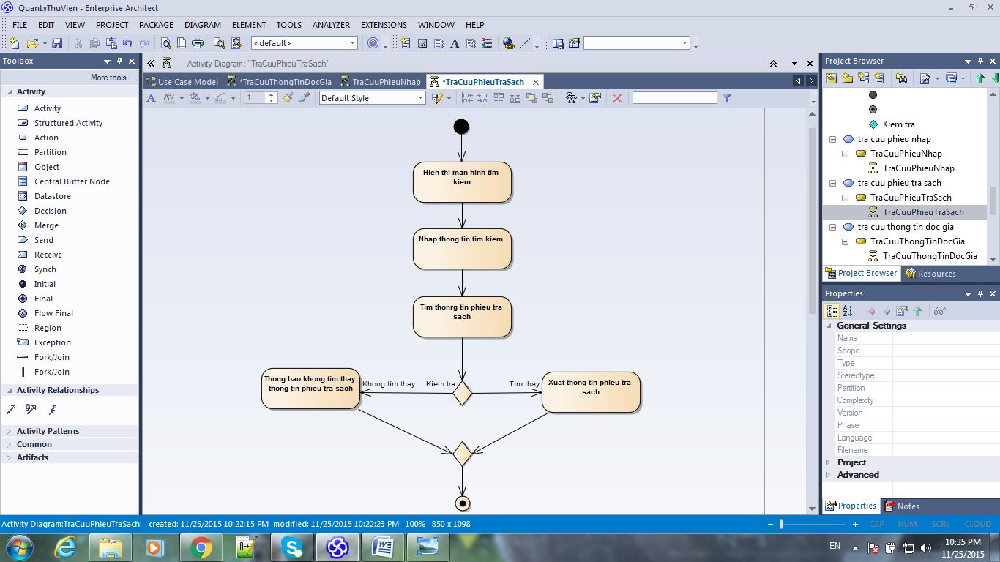 QuanLyThuVien - Enterprise Architect
FILE EDIT VIEW PROJECT PACKAGE DIAGRAM ELEMENT TOOLS ANALYZER EXTENSIONS WINDOW HELP
<default>
Toolbox
More tools...
Activity
Activity
Structured Activity
Action
Partition
Object
Central Buffer Node
Datastore
Decision
Merge
Send
Receive
Synch
Initial
Final
Flow Final
Region
Exception
Fork/Join
Fork/Join
Activity Relationships
Activity Patterns
Common
Artifacts
Activity Diagram: "TraCuuPhieuTraSach"
Use Case Model *TraCuuThongTinDocGia TraCuuPhieuNhap *TraCuuPhieuTraSach
1 Default Style
Hien thi man hinh tim
kiem
Nhap thong tin tim kiem
Tim thonrg tin phieu tra
sach
Thong bao khong tim thay
thong tin phieu tra sach
Khong tim thay
Kiem tra
Tim thay
Xuat thong tin phieu tra
sach
Project Browser
Kiem tra
tra cuu phieu nhap
TraCuuPhieuNhap
TraCuuPhieuNhap
tra cuu phieu tra sach
TraCuuPhieuTraSach
TraCuuPhieuTraSach
tra cuu thong tin doc gia
TraCuuThongTinDocGia
TraCuuThongTinDocGia
Project Browser Resources
Properties
General Settings
Name
Scope
Type
Stereotype
Partition
Complexity
Version
Phase
Language
Filename
Project
Advanced
Properties Notes
Activity Diagram:TraCuuPhieuTraSach: created: 11/25/2015 10:22:15 PM modified: 11/25/2015 10:22:23 PM 100% 850 x 1098
CAP NUM SCRL CLOUD
EN
10:35 PM
11/25/2015